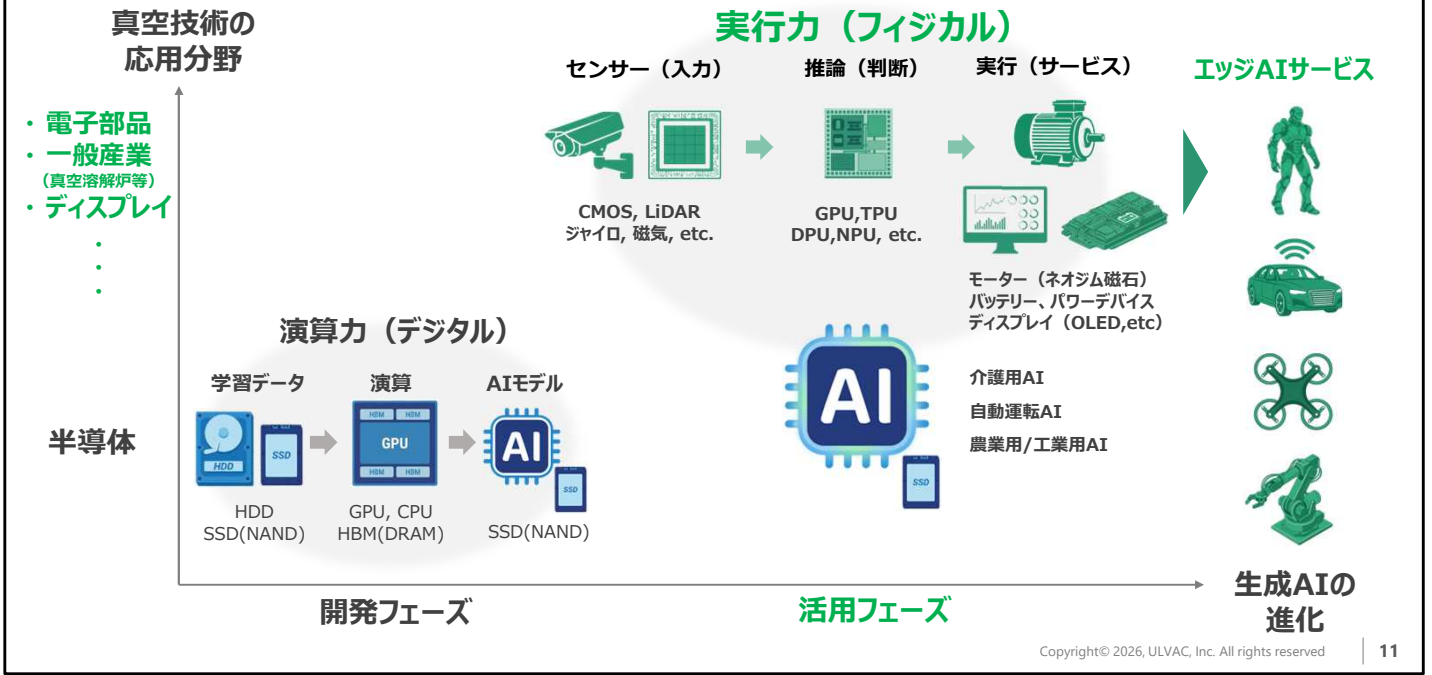 真空技術の
応用分野
・電子部品
・一般産業
（真空溶解炉等）
・ディスプレイ
・
・
・
半導体
実行力（フィジカル）
センサー（入力）
推論（判断）
実行（サービス）
エッジAIサービス
CMOS, LiDAR
ジャイロ, 磁気, etc.
GPU,TPU
DPU,NPU, etc.
モーター（ネオジム磁石）
バッテリー、パワーデバイス
ディスプレイ（OLED,etc）
演算力（デジタル）
学習データ
演算
AIモデル
HDD
SSD
HBM HBM
GPU
HBM HBM
AI
SSD
HDD
SSD(NAND)
GPU, CPU
HBM(DRAM)
SSD(NAND)
AI
SSD
介護用AI
自動運転AI
農業用/工業用AI
開発フェーズ
活用フェーズ
生成AIの
進化
Copyright© 2026, ULVAC, Inc. All rights reserved
11